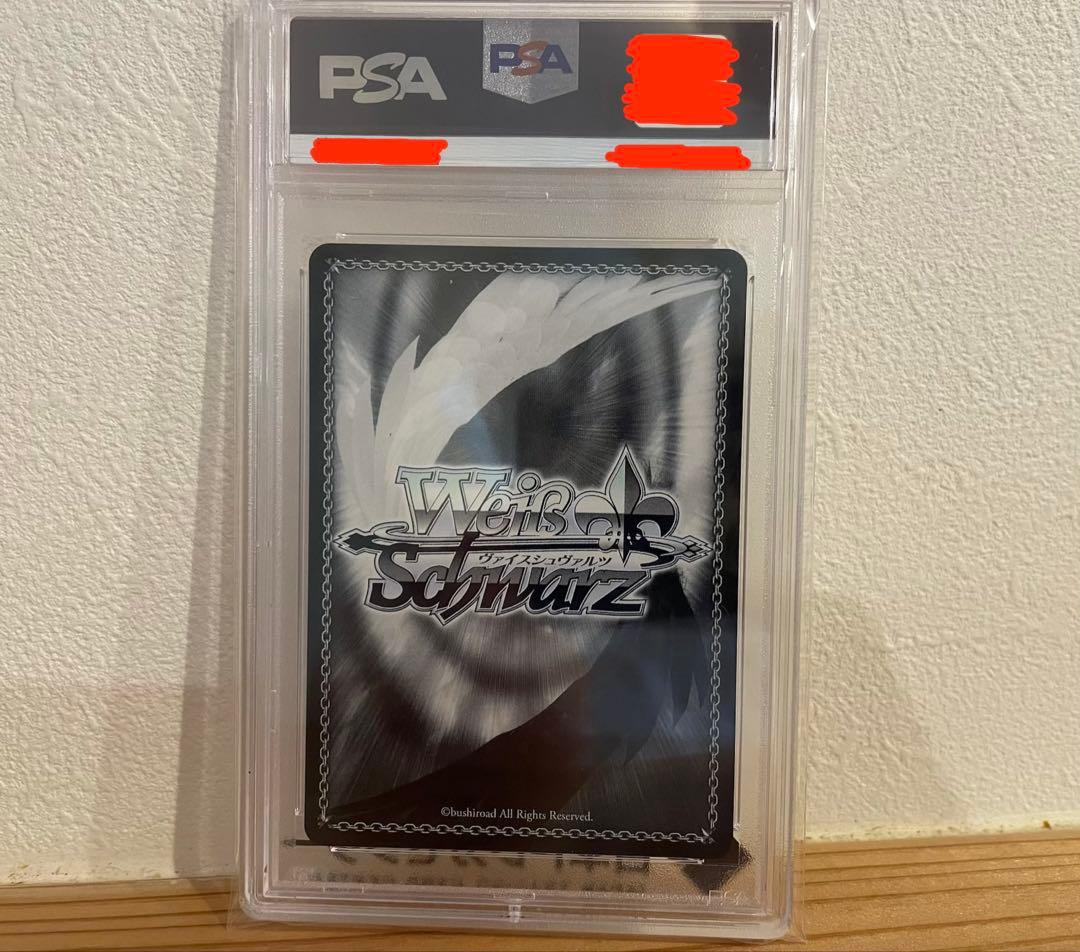 PSA
PSA
Weiß
ヴァイスシュヴァルツ
Schwarz
©bushiroad All Rights Reserved.